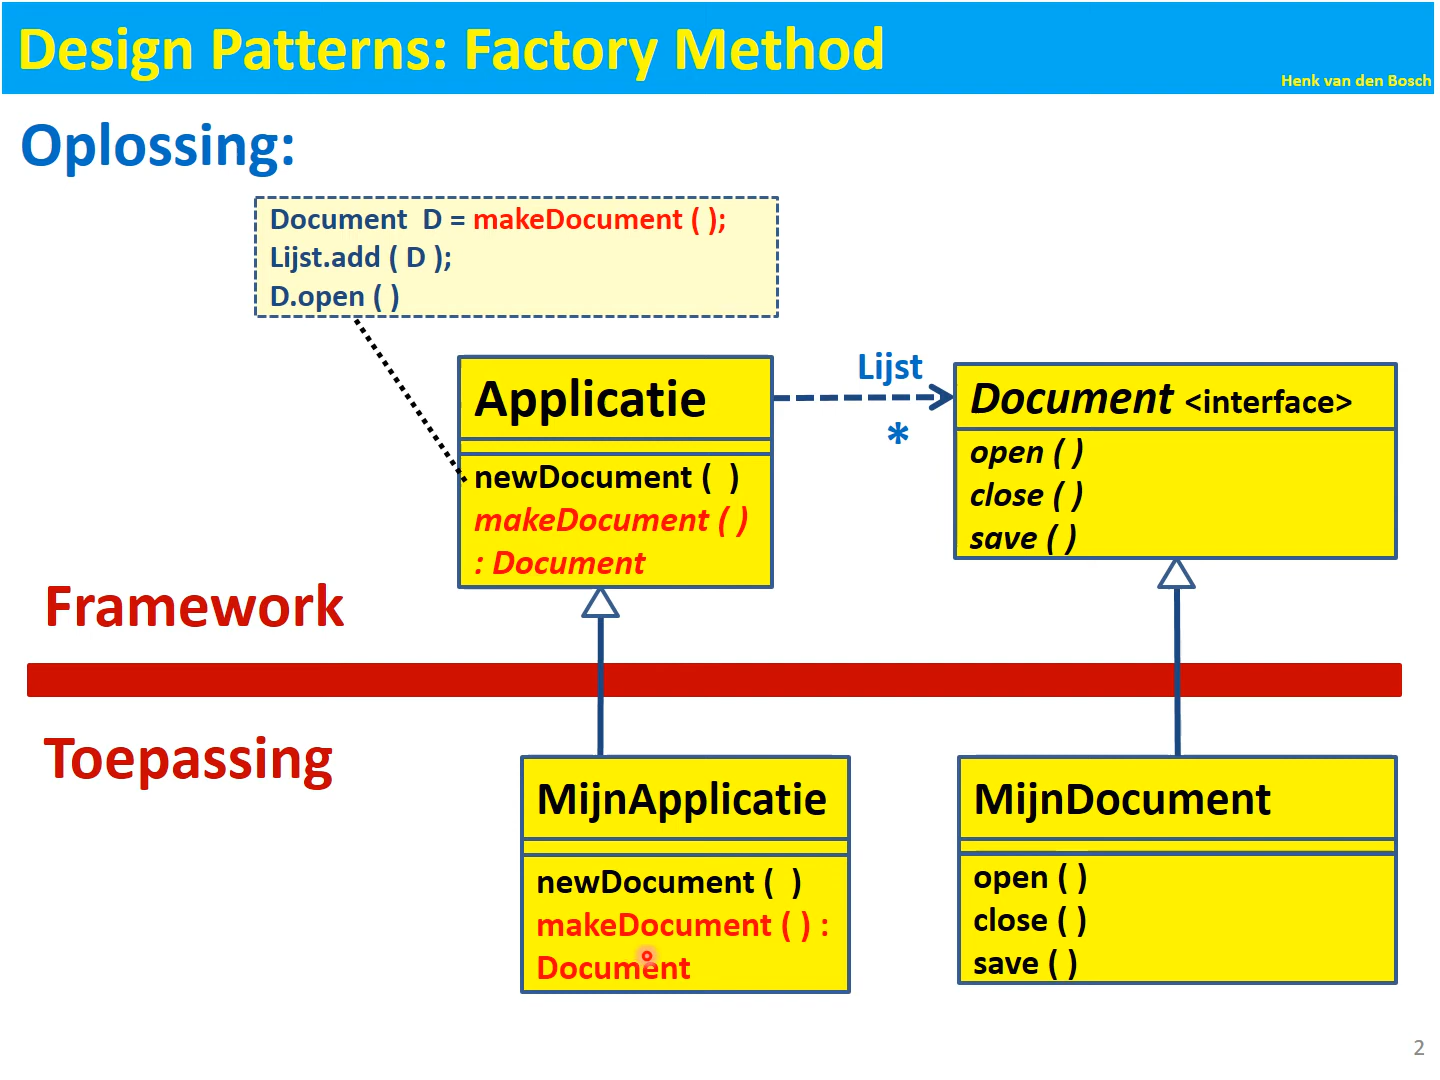 Design Patterns: Factory Method
Henk van den Bosch
Oplossing:
Document D = makeDocument ( );
Lijst.add ( D );
D.open ( )
Applicatie
newDocument ( )
makeDocument ( )
: Document
Lijst
*
Document <interface>
open ( )
close ( )
save ( )
Framework
Toepassing
MijnApplicatie
newDocument ( )
makeDocument ( ) :
Document
MijnDocument
open ( )
close ( )
save ( )
2